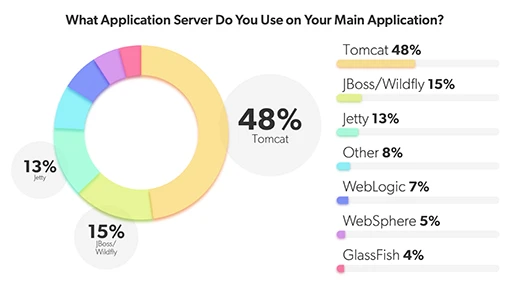 What Application Server Do You Use on Your Main Application?
48%
Tomcat
13%
Jetty
15%
JBoss/
Wildfly
Tomcat 48%
JBoss/Wildfly 15%
Jetty 13%
Other 8%
WebLogic 7%
WebSphere 5%
GlassFish 4%